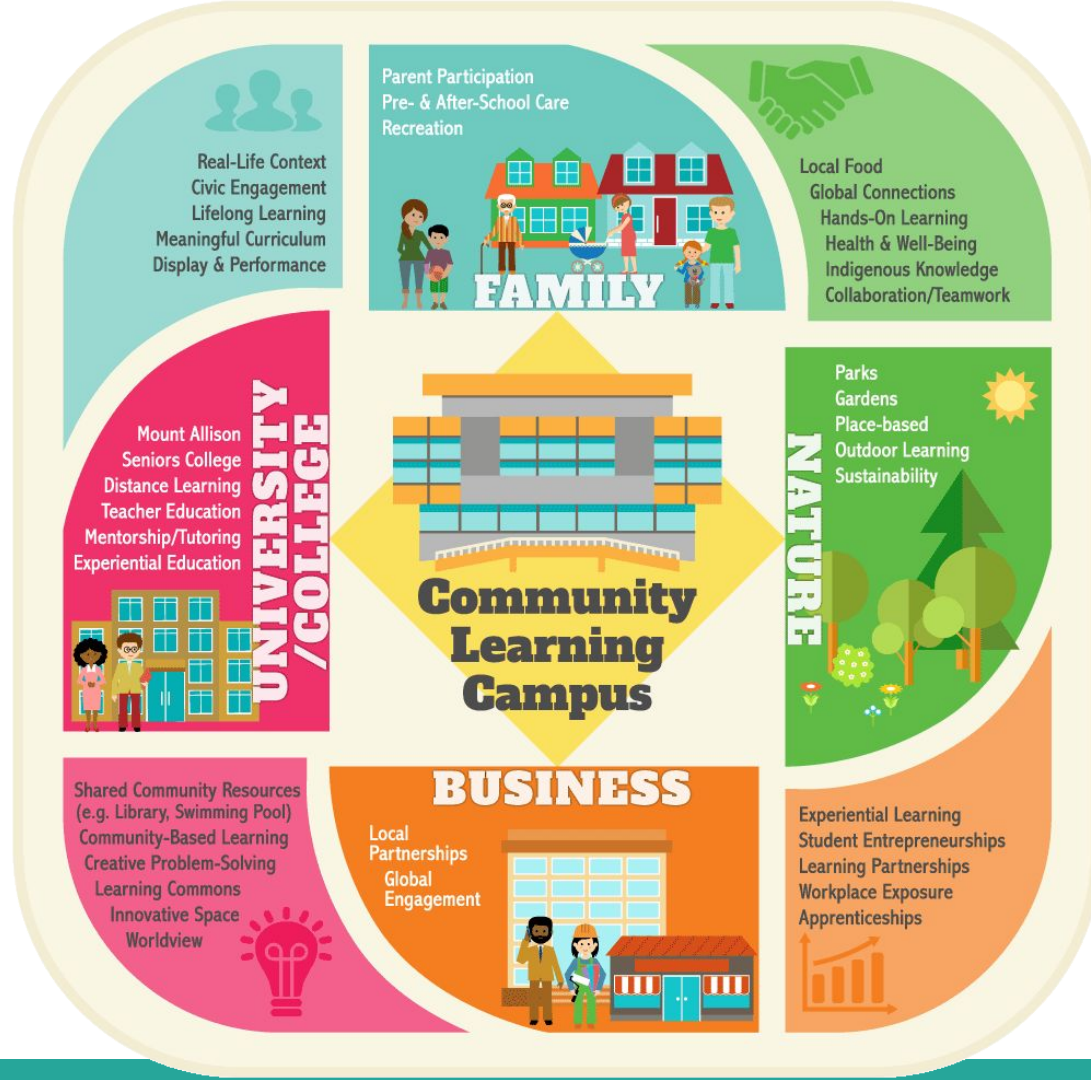 Real-Life Context
Civic Engagement
Lifelong Learning
Meaningful Curriculum
Display & Performance
Parent Participation
Pre- & After-School Care
Recreation
FAMILY
Local Food
Global Connections
Hands-On Learning
Health & Well-Being
Indigenous Knowledge
Collaboration/Teamwork
Mount Allison
Seniors College
Distance Learning
Teacher Education
Mentorship/Tutoring
Experiential Education
UNIVERSITY
/COLLEGE
Community
Learning
Campus
Parks
Gardens
Place-based
Outdoor Learning
Sustainability
NATURE
Shared Community Resources
(e.g. Library, Swimming Pool)
Community-Based Learning
Creative Problem-Solving
Learning Commons
Innovative Space
Worldview
BUSINESS
Local
Partnerships
Global
Engagement
Experiential Learning
Student Entrepreneurships
Learning Partnerships
Workplace Exposure
Apprenticeships